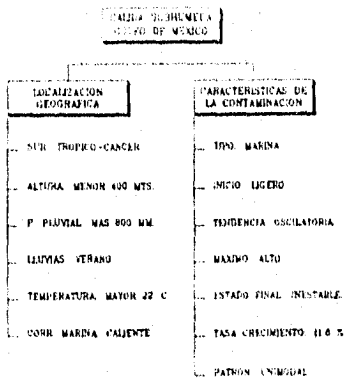 CALIDA SUBHUMEDA
GOLFO DE MEXICO
LOCALIZACION
GEOGRAFICA
SUR TROPICO-CANCER
ALTURA MENOR 400 MTS.
P PLUVIAL MAS 800 MM.
LLUVIAS VERANO
TEMPERATURA MAYOR 22 C
CORR MARINA CALIENTE
CARACTERISTICAS DE
LA CONTAMINACION
TIPO: MARINA
INICIO LIGERO
TENDENCIA OSCILATORIA
MAXIMO ALTO
ESTADO FINAL INESTABLE
TASA CRECIMIENTO: %
PATRON UNIMODAL